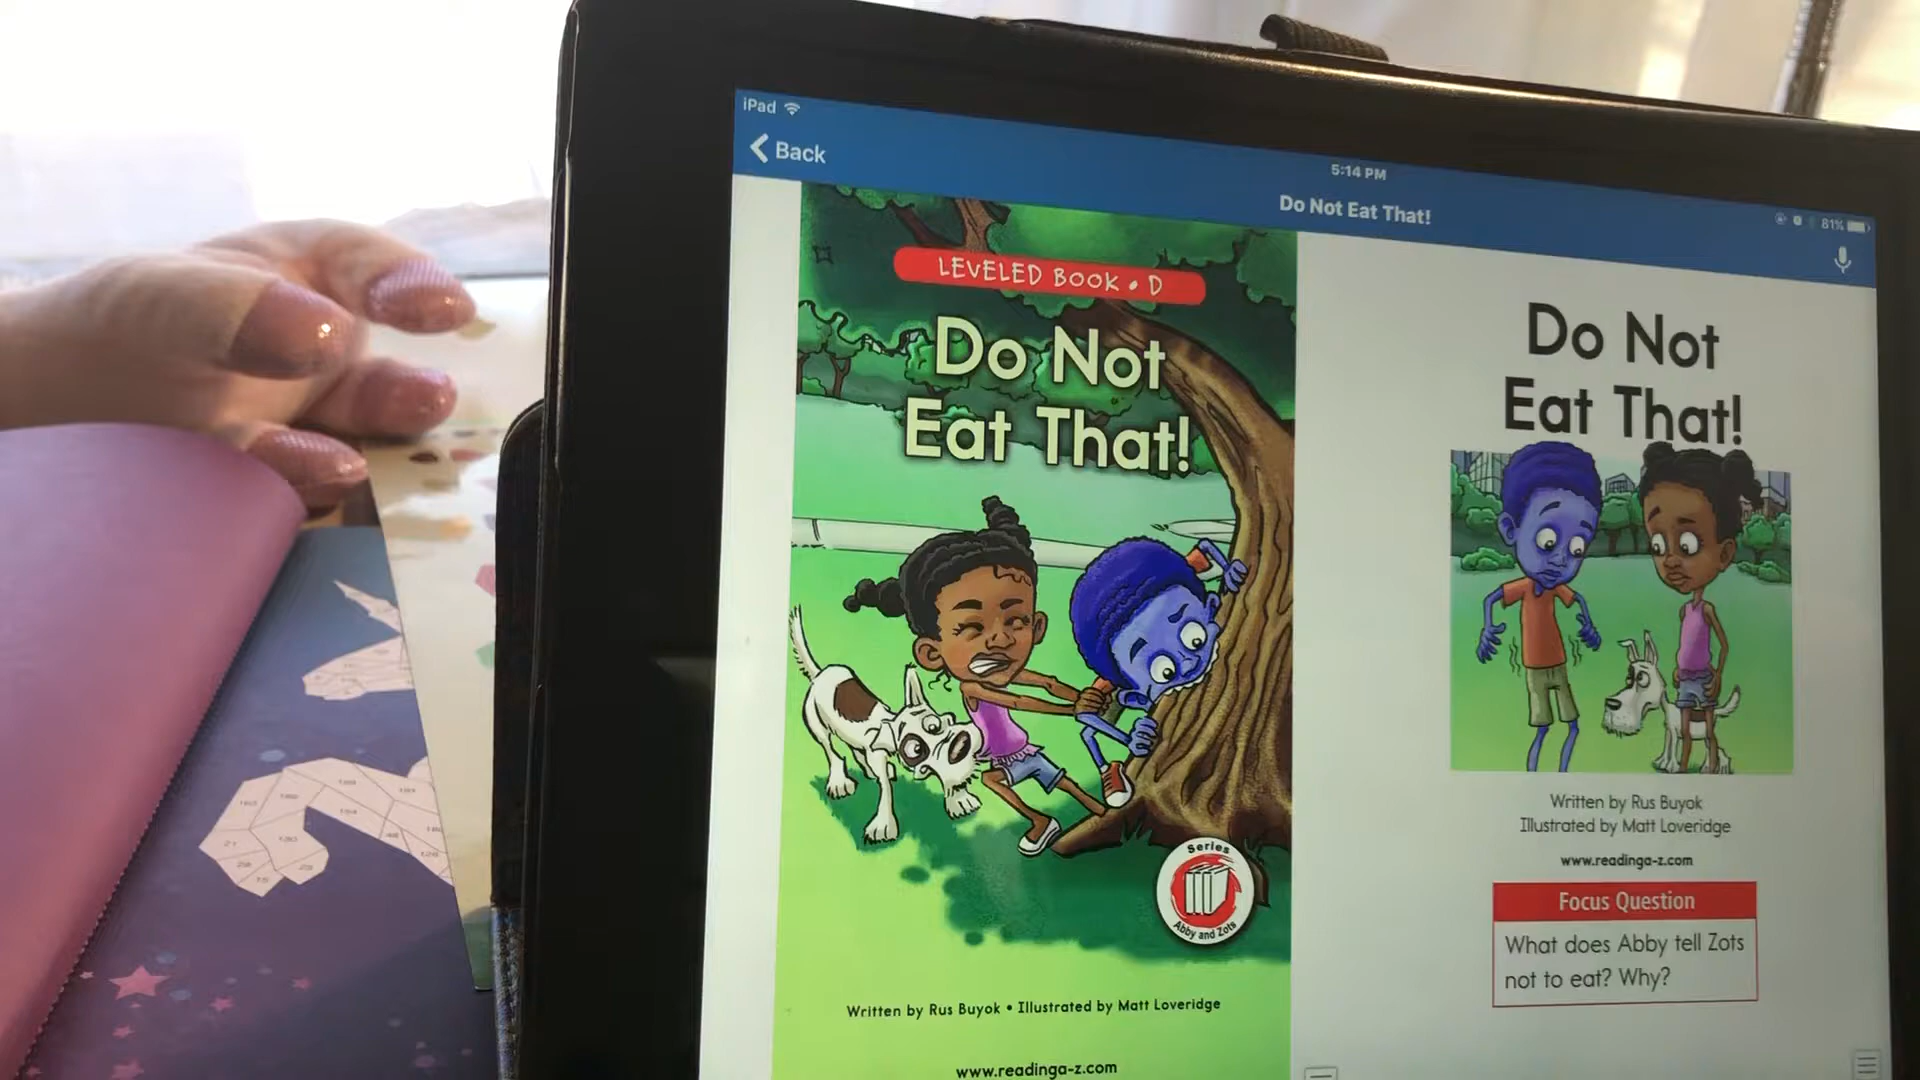 iPad
Back
5:14 PM
Do Not Eat That!
81%
LEVELED BOOK • D
Do Not
Eat That!
Series
Abby and Zots
Written by Rus Buyok • Illustrated by Matt Loveridge
www.readinga-z.com
Do Not
Eat That!
Written by Rus Buyok
Illustrated by Matt Loveridge
www.readinga-z.com
Focus Question
What does Abby tell Zots
not to eat? Why?